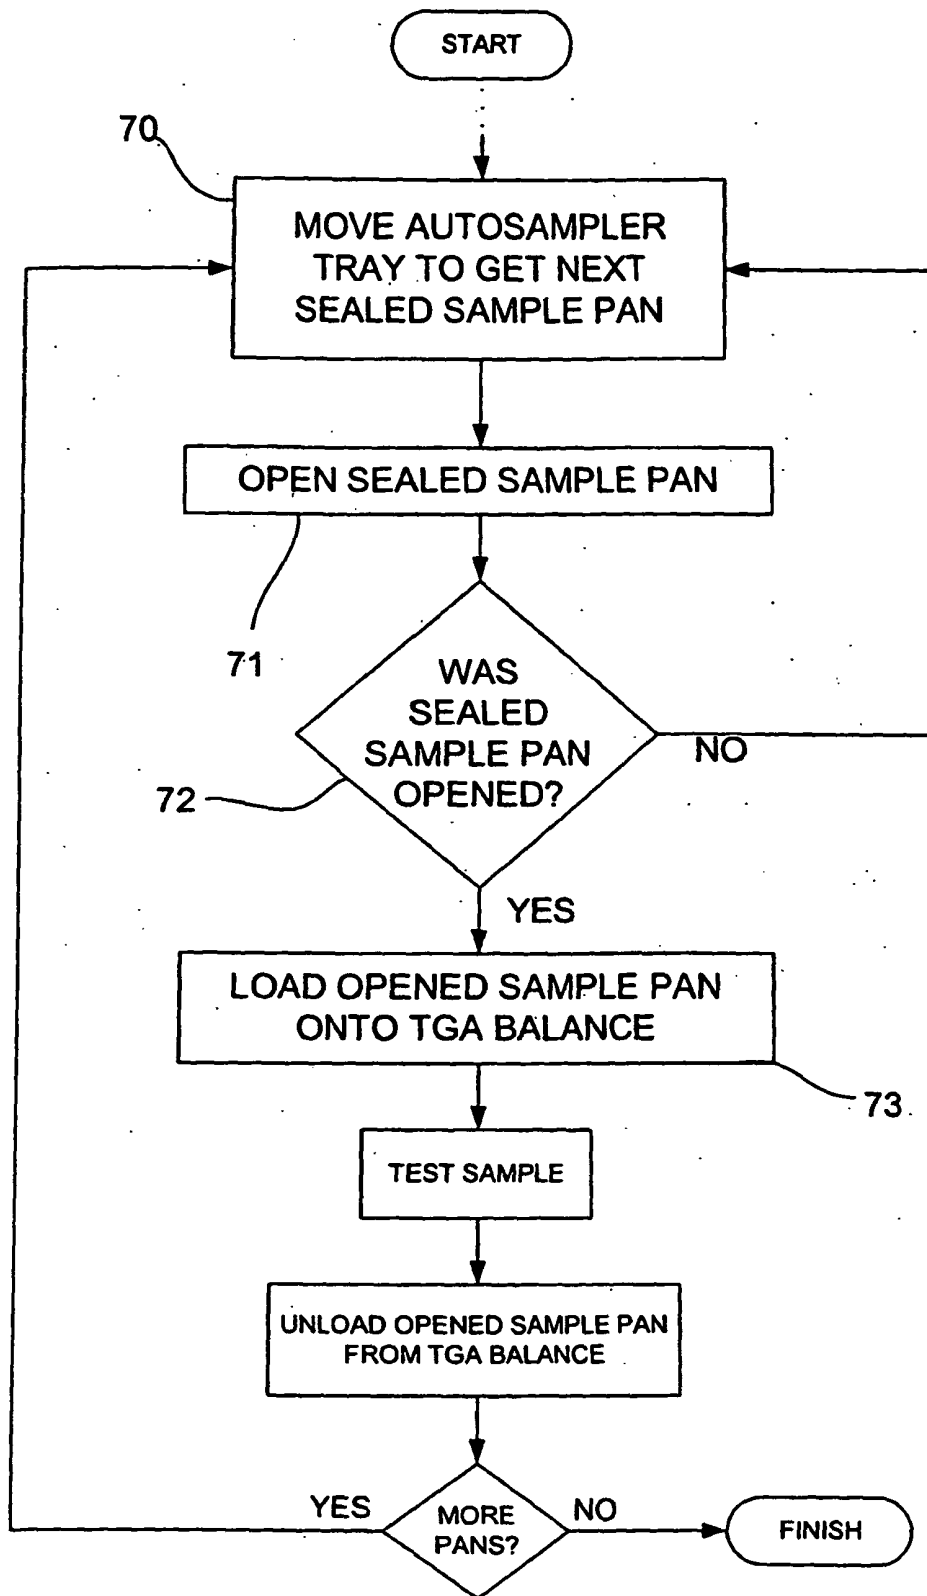 START
70
MOVE AUTOSAMPLER
TRAY TO GET NEXT
SEALED SAMPLE PAN
OPEN SEALED SAMPLE PAN
71
WAS
SEALED
SAMPLE PAN
OPENED?
NO
72
YES
LOAD OPENED SAMPLE PAN
ONTO TGA BALANCE
73
TEST SAMPLE
UNLOAD OPENED SAMPLE PAN
FROM TGA BALANCE
YES
MORE
PANS?
NO
FINISH